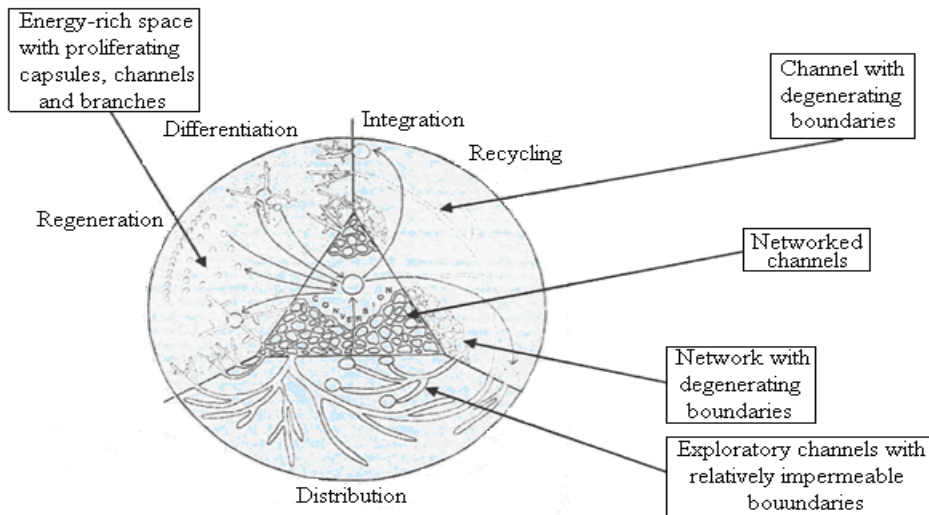 Energy-rich space
with proliferating
capsules, channels
and branches
Differentiation
Integration
Recycling
Channel with
degenerating
boundaries
Regeneration
Networked
channels
CONVERSION
Network with
degenerating
boundaries
Exploratory channels with
relatively impermeable
bouundaries
Distribution